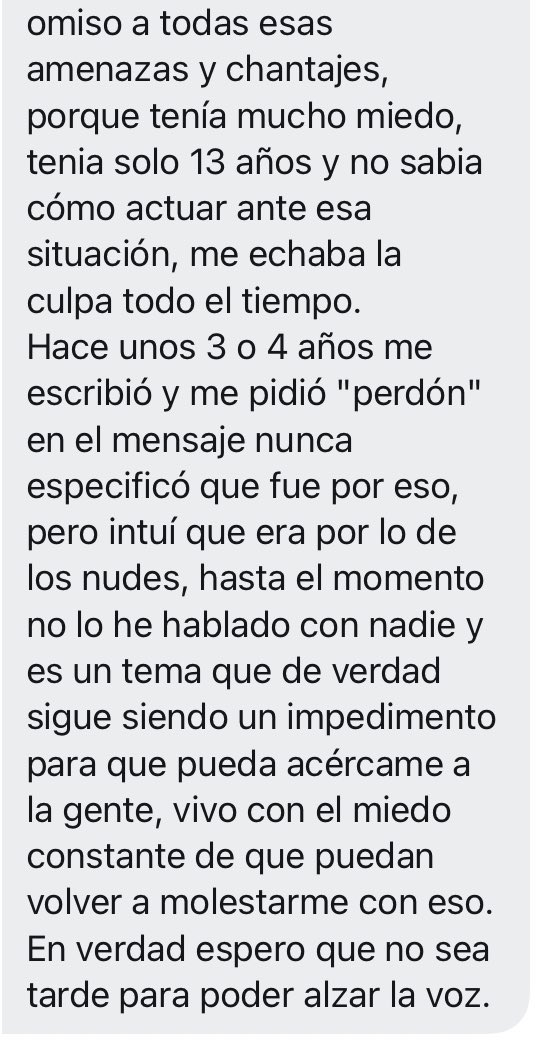 omiso a todas esas
amenazas y chantajes,
porque tenía mucho miedo,
tenia solo 13 años y no sabia
cómo actuar ante esa
situación, me echaba la
culpa todo el tiempo.
Hace unos 3 o 4 años me
escribió y me pidió "perdón"
en el mensaje nunca
especificó que fue por eso,
pero intuí que era por lo de
los nudes, hasta el momento
no lo he hablado con nadie y
es un tema que de verdad
sigue siendo un impedimento
para que pueda acércame a
la gente, vivo con el miedo
constante de que puedan
volver a molestarme con eso.
En verdad espero que no sea
tarde para poder alzar la voz.